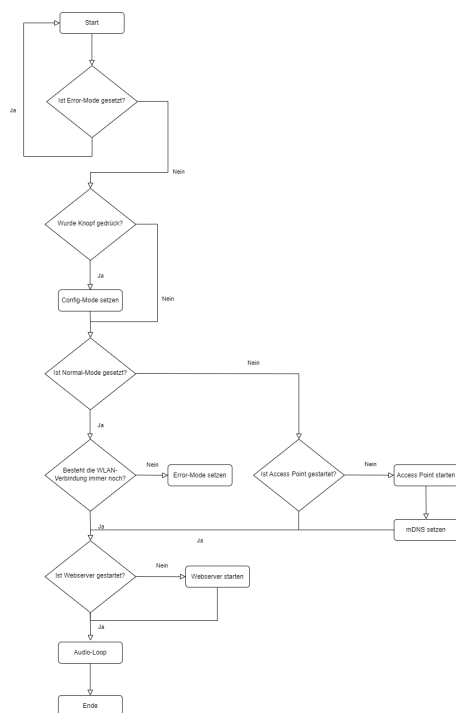 Start
Ist Error-Mode gesetzt?
Ja
Nein
Wurde Knopf gedrück?
Ja
Config-Mode setzen
Nein
Ist Normal-Mode gesetzt?
Nein
Ja
Besteht die WLAN-
Verbindung immer noch?
Nein
Error-Mode setzen
Ist Access Point gestartet?
Nein
Access Point starten
Ja
mDNS setzen
Ja
Ist Webserver gestartet?
Nein
Webserver starten
Ja
Audio-Loop
Ende